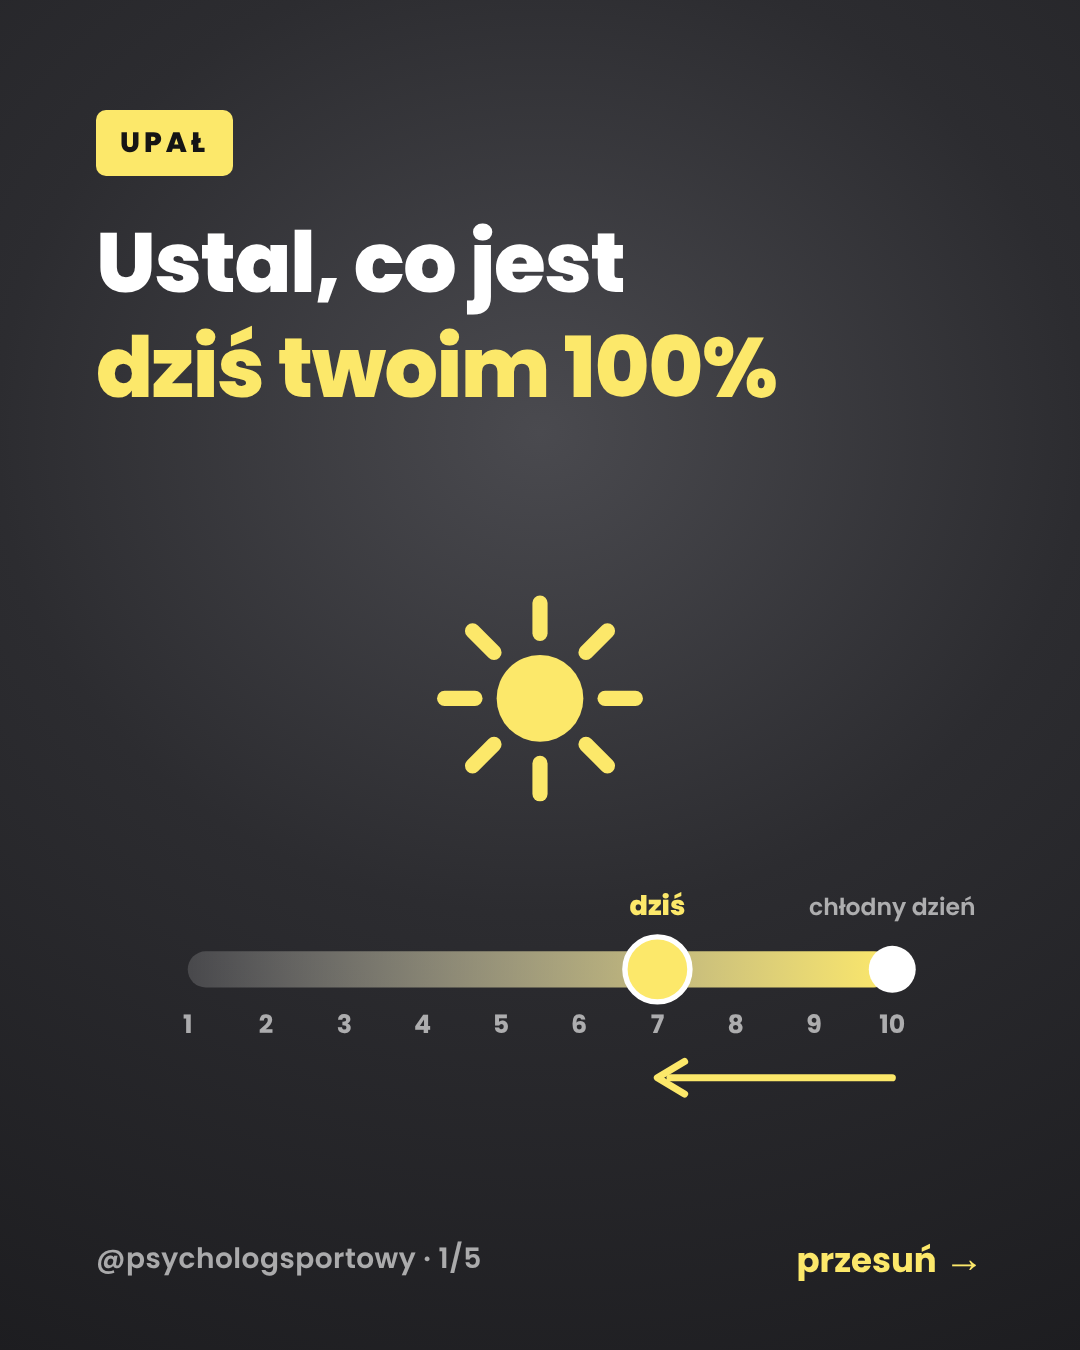 UPAŁ
Ustal, co jest
dziś twoim 100%
dziś
chłodny dzień
1 2 3 4 5 6 7 8 9 10
@psychologsportowy · 1/5
przesuń →